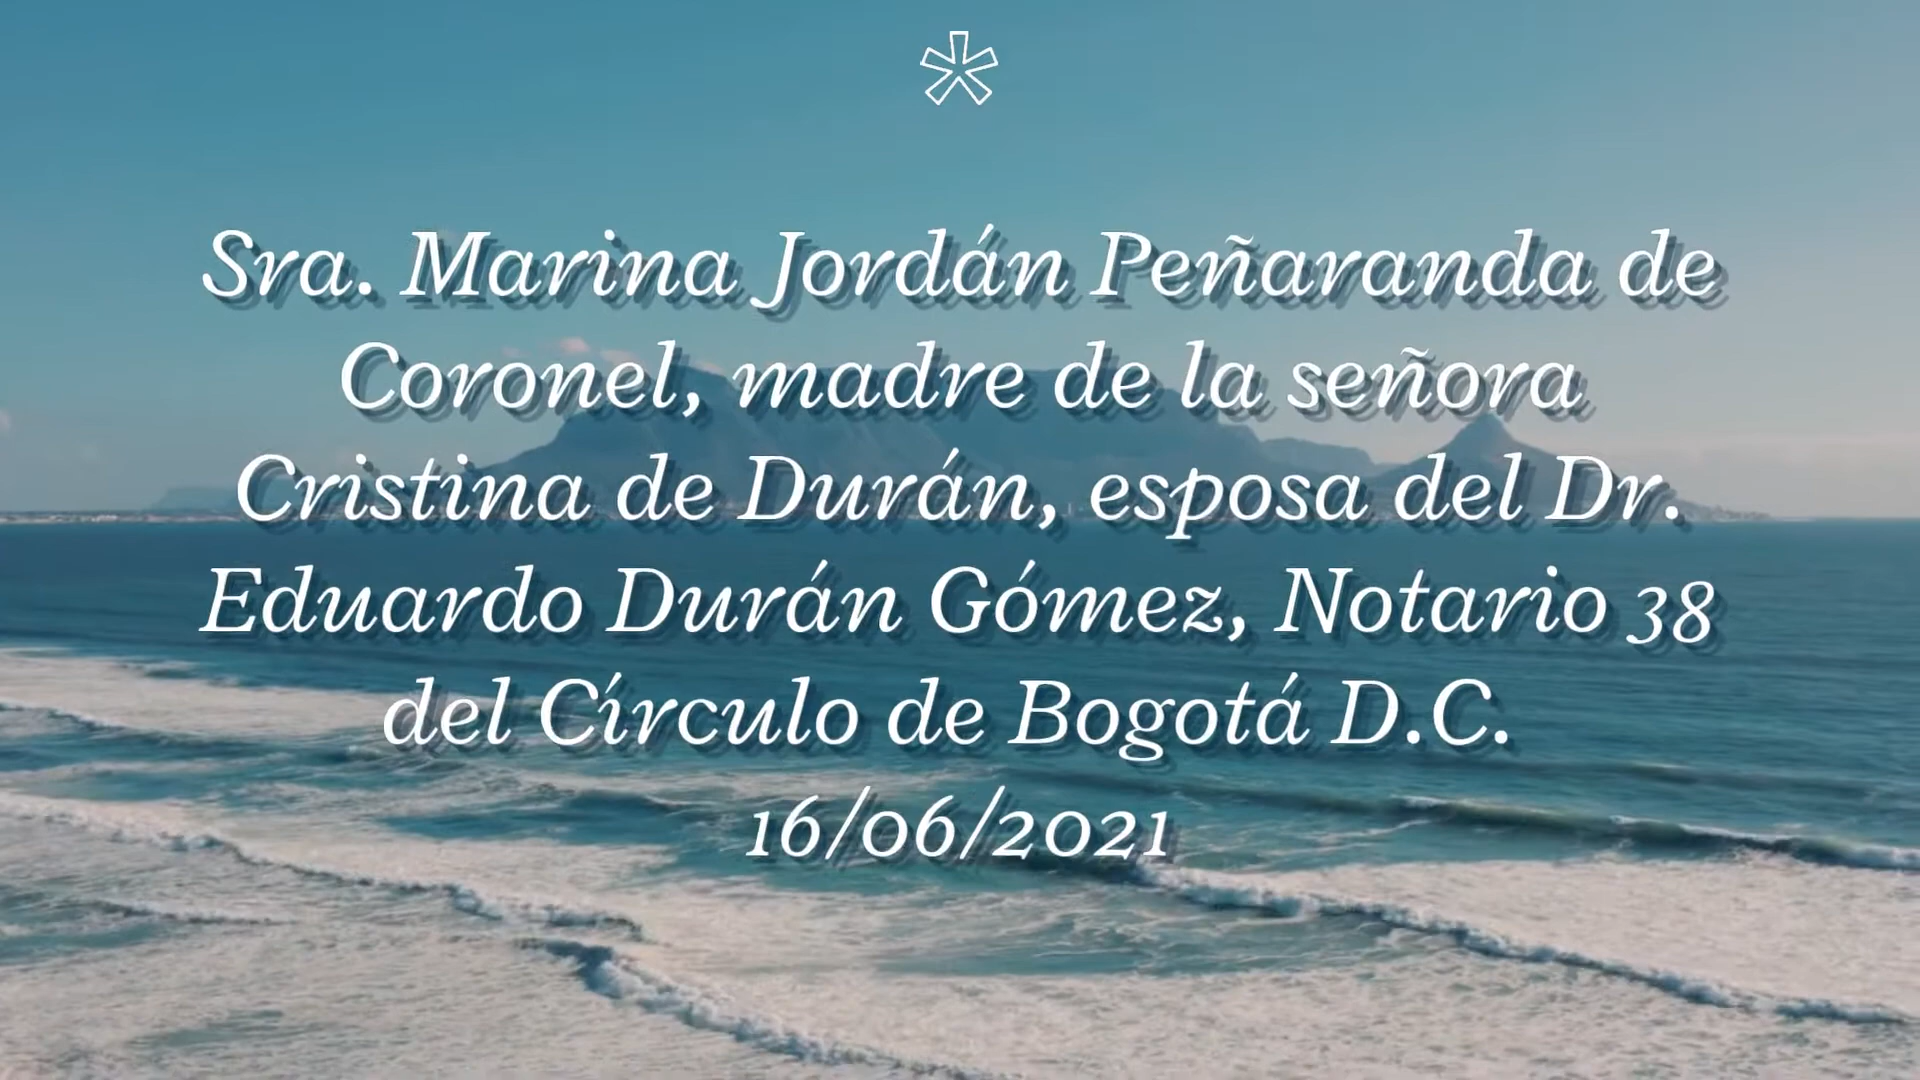 Sra. Marina Jordán Peñaranda de
Coronel, madre de la señora
Cristina de Durán, esposa del Dr.
Eduardo Durán Gómez, Notario 38
del Círculo de Bogotá D.C.
16/06/2021